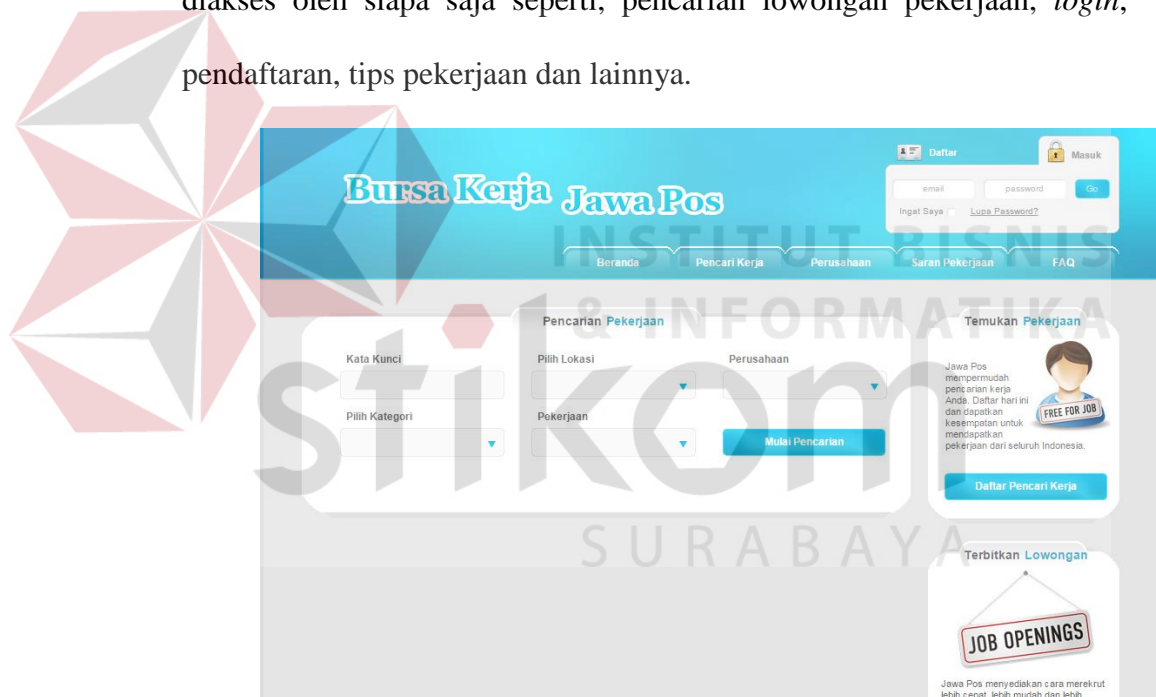 diakses oleh siapa saja seperti, pencarian lowongan pekerjaan, login,
pendaftaran, tips pekerjaan dan lainnya.
Daftar
Masuk
Bursa Kerja Jawa Pos
email
password
Go
Ingat Saya
Lupa Password?
INSTITUT BISNIS
Beranda
Pencari Kerja
Perusahaan
Saran Pekerjaan
FAQ
& INFORMATIKA
Pencarian Pekerjaan
Kata Kunci
Pilih Lokasi
Perusahaan
Pilih Kategori
Pekerjaan
Mulai Pencarian
stikom
SURABAYA
Temukan Pekerjaan
Jawa Pos
mempermudah
pencarian kerja
Anda. Daftar hari ini
dan dapatkan
kesempatan untuk
mendapatkan
pekerjaan dari seluruh Indonesia.
FREE FOR JOB
Daftar Pencari Kerja
Terbitkan Lowongan
JOB OPENINGS
Jawa Pos menyediakan cara merekrut
lebih cepat, lebih mudah dan lebih